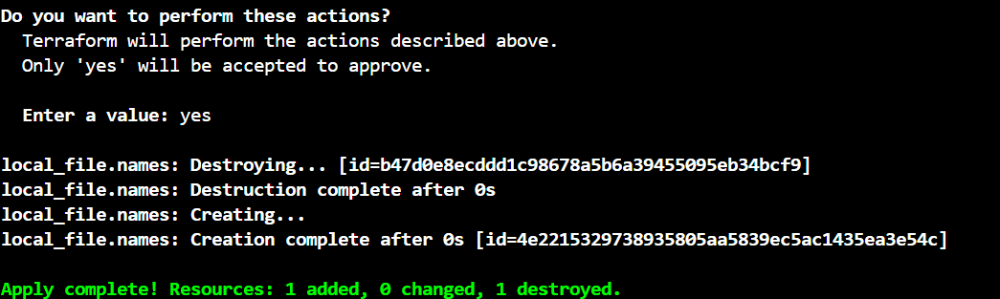 Do you want to perform these actions?
Terraform will perform the actions described above.
Only 'yes' will be accepted to approve.
Enter a value: yes
local_file.names: Destroying... [id=b47d0e8ecddd1c98678a5b6a39455095eb34bcf9]
local_file.names: Destruction complete after 0s
local_file.names: Creating...
local_file.names: Creation complete after 0s [id=4e2215329738935805aa5839ec5ac1435ea3e54c]
Apply complete! Resources: 1 added, 0 changed, 1 destroyed.